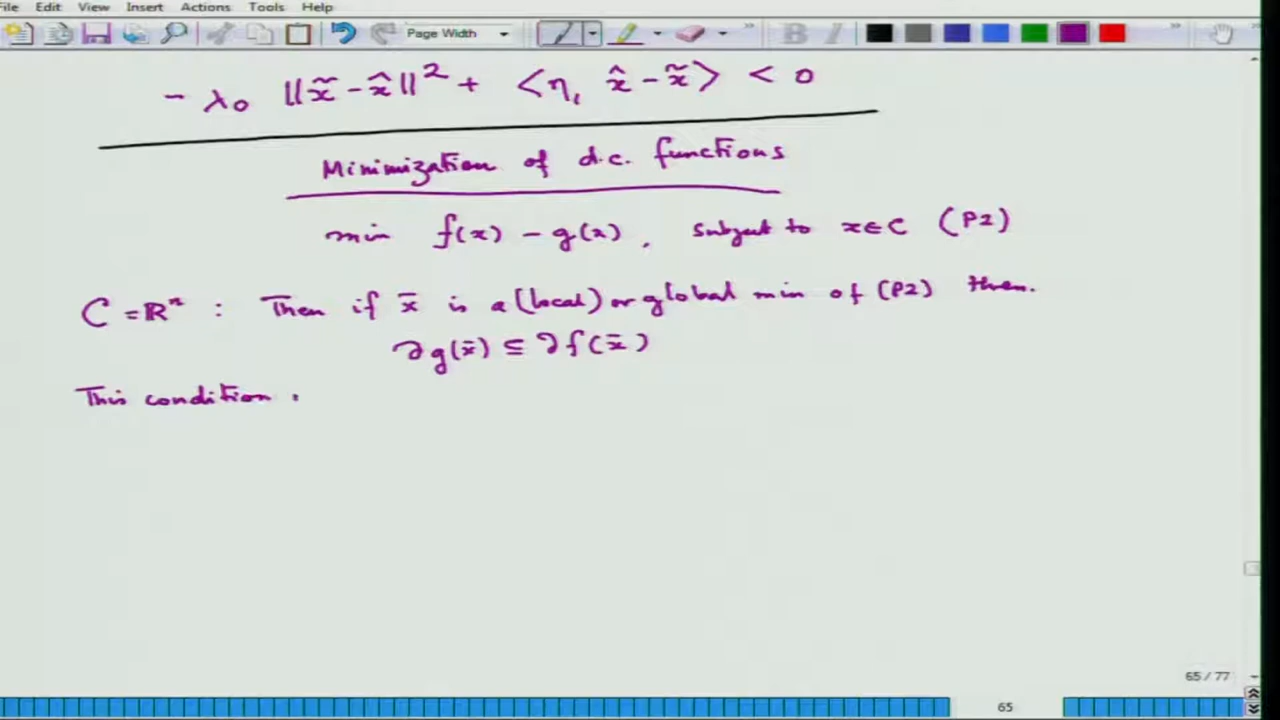 File Edit View Insert Actions Tools Help
Page Width
- λ0 ||x̃ - x̂||² + <η, x̂ - x̃> < 0
Minimization of d.c. functions
min f(x) - g(x), subject to x∈C (P2)
C = ℝⁿ : Then if x̄ is a (local) or global min of (P2) then.
∂g(x̄) ⊆ ∂f(x̄)
This condition
65 / 77
65